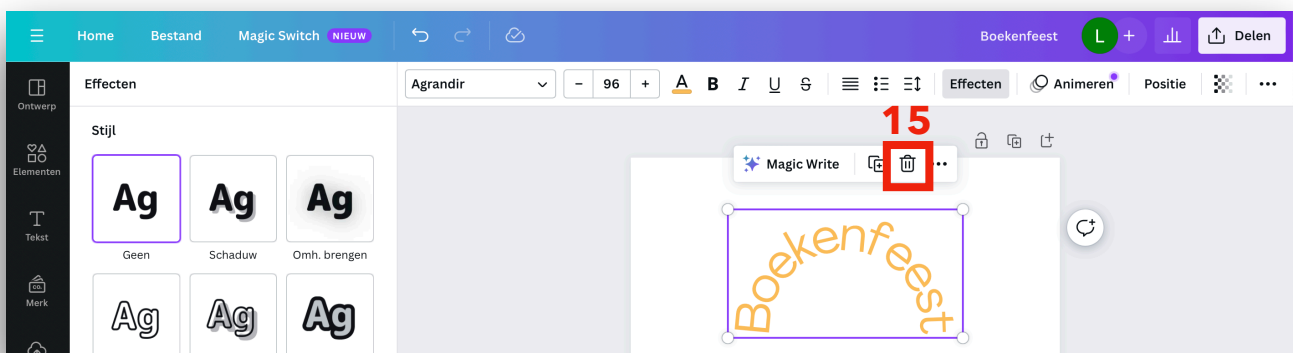 Home Bestand Magic Switch NIEUW Boekenfeest L + Delen
Ontwerp
Elementen
T
Tekst
CO.
Merk
Effecten
Stijl
Ag Ag Ag
Geen Schaduw Omh. brengen
Ag Ag Ag
Agrandir − 96 + A B I U S Effecten Animeren Positie
15
Magic Write
Boekenfeest